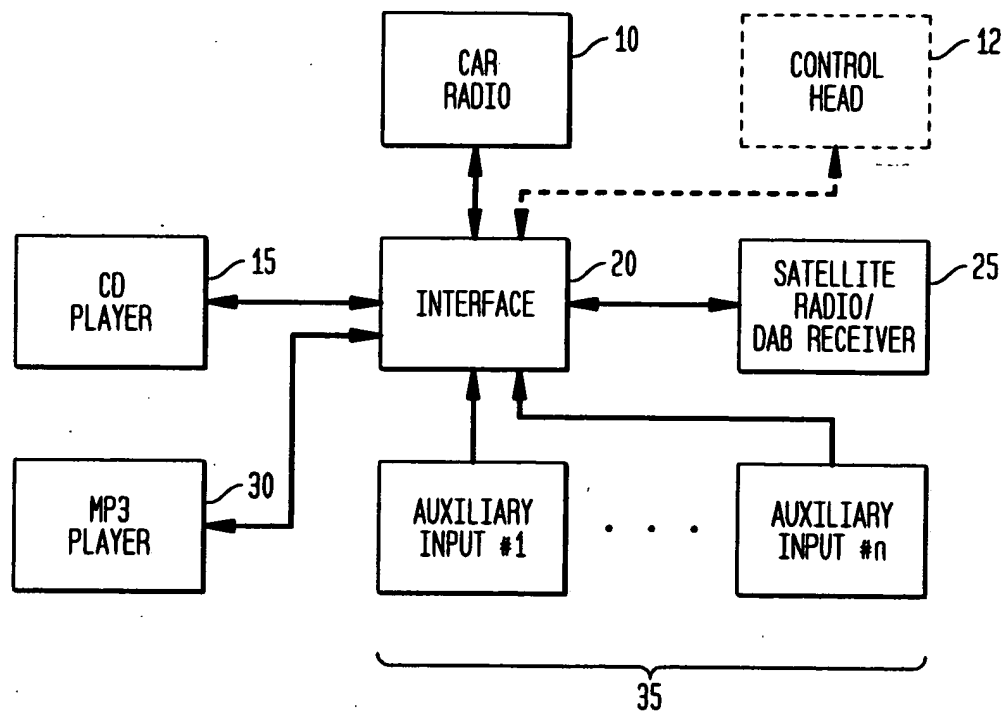 CAR
RADIO
10
CONTROL
HEAD
12
CD
PLAYER
15
INTERFACE
20
SATELLITE
RADIO/
DAB RECEIVER
25
MP3
PLAYER
30
AUXILIARY
INPUT #1
. . .
AUXILIARY
INPUT #n
35